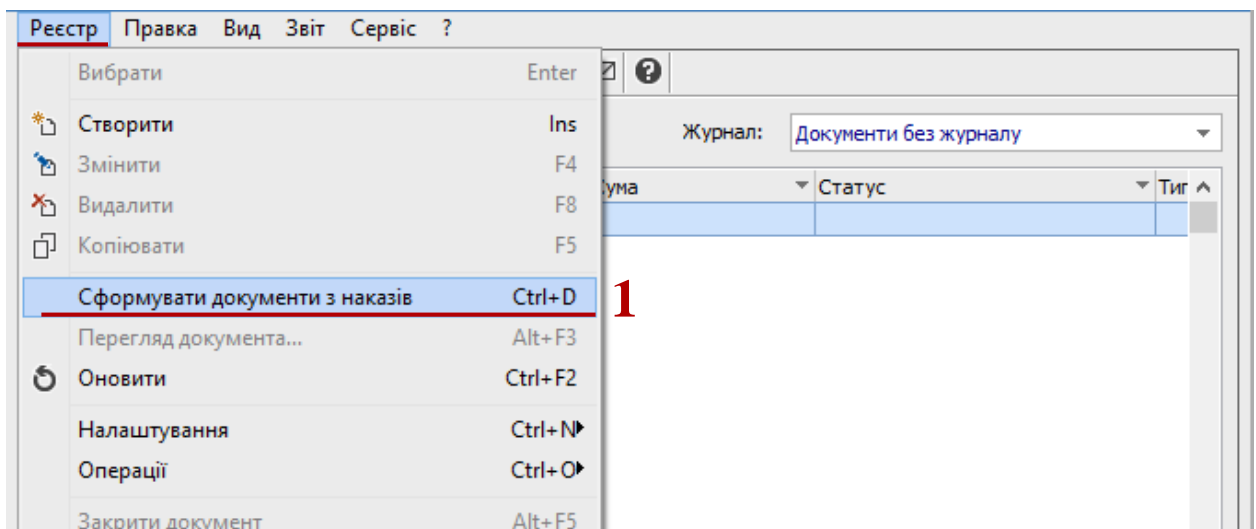 Реєстр Правка Вид Звіт Сервіс ?
Вибрати Enter
Створити Ins
Журнал: Документи без журналу
Змінити F4
Статус
Видалити F8
Копіювати F5
Сформувати документи з наказів Ctrl+D 1
Перегляд документа... Alt+F3
Оновити Ctrl+F2
Налаштування Ctrl+N
Операції Ctrl+O
Закрити документ Alt+F5